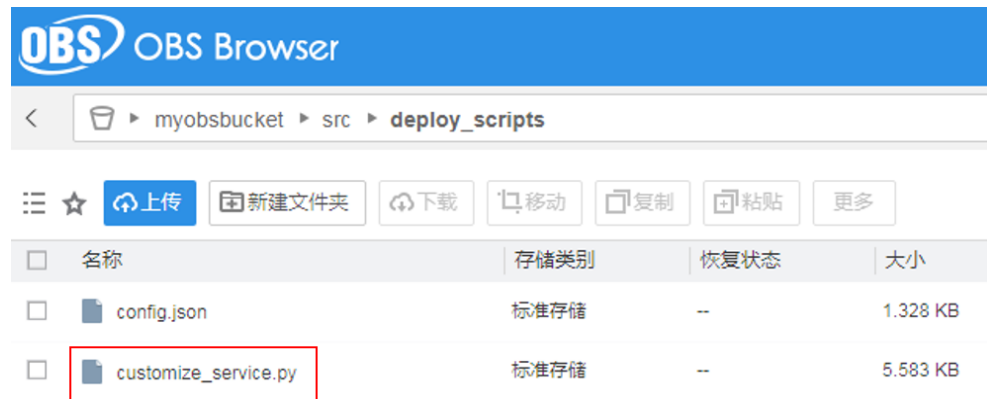 OBS OBS Browser
myobsbucket src deploy_scripts
上传 新建文件夹 下载 移动 复制 粘贴 更多
名称 存储类别 恢复状态 大小
config.json 标准存储 -- 1.328 KB
customize_service.py 标准存储 -- 5.583 KB